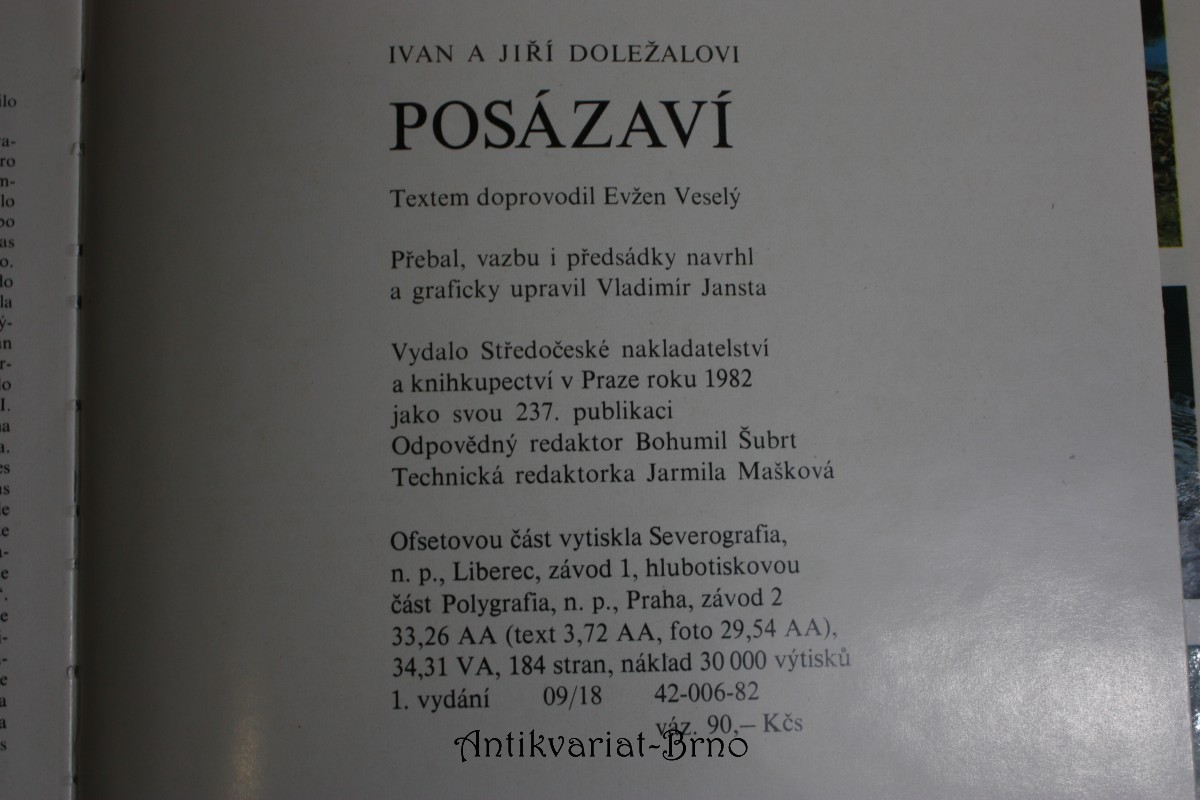 IVAN A JIŘÍ DOLEŽALOVI
POSÁZAVÍ
Textem doprovodil Evžen Veselý
Přebal, vazbu i předsádky navrhl
a graficky upravil Vladimír Jansta
Vydalo Středočeské nakladatelství
a knihkupectví v Praze roku 1982
jako svou 237. publikaci
Odpovědný redaktor Bohumil Šubrt
Technická redaktorka Jarmila Mašková
Ofsetovou část vytiskla Severografia,
n. p., Liberec, závod 1, hlubotiskovou
část Polygrafia, n. p., Praha, závod 2
33,26 AA (text 3,72 AA, foto 29,54 AA),
34,31 VA, 184 stran, náklad 30 000 výtisků
1. vydání 09/18 42-006-82
váz. 90,— Kčs
Antikvariat-Brno